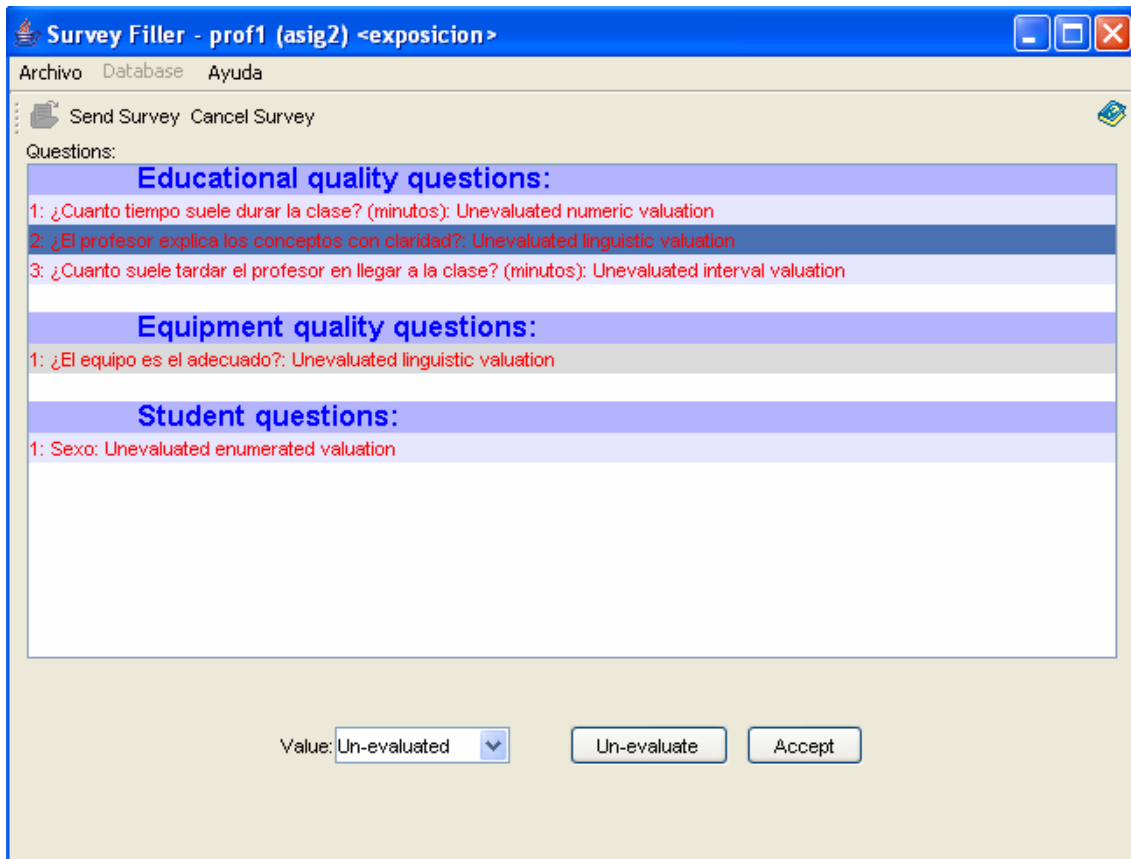 Survey Filler - prof1 (asig2) <exposicion>
Archivo Database Ayuda
Send Survey Cancel Survey
Questions:
Educational quality questions:
1: ¿Cuanto tiempo suele durar la clase? (minutos): Unevaluated numeric valuation
2: ¿El profesor explica los conceptos con claridad?: Unevaluated linguistic valuation
3: ¿Cuanto suele tardar el profesor en llegar a la clase? (minutos): Unevaluated interval valuation
Equipment quality questions:
1: ¿El equipo es el adecuado?: Unevaluated linguistic valuation
Student questions:
1: Sexo: Unevaluated enumerated valuation
Value: Un-evaluated Un-evaluate Accept